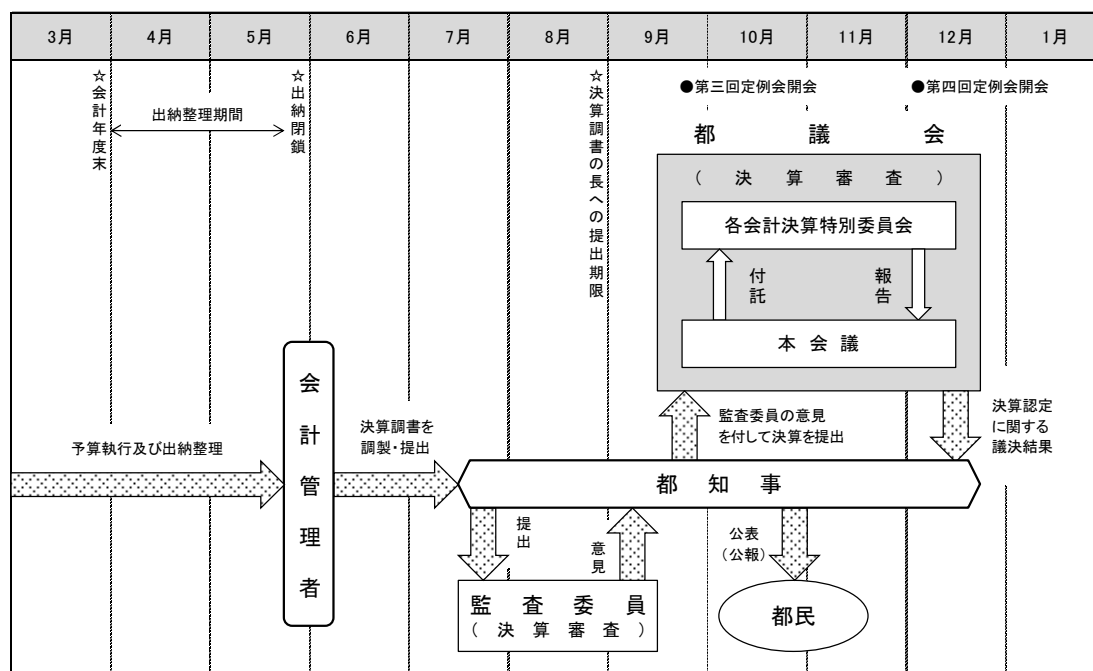 3月 4月 5月 6月 7月 8月 9月 10月 11月 12月 1月
☆会計年度末
出納整理期間
☆出納閉鎖
☆決算調書の長への提出期限
●第三回定例会開会
●第四回定例会開会
都議会
(決算審査)
各会計決算特別委員会
付託
報告
本会議
予算執行及び出納整理
会計管理者
決算調書を
調製・提出
監査委員の意見
を付して決算を提出
決算認定
に関する
議決結果
都知事
提出
意見
公表
(公報)
監査委員
(決算審査)
都民